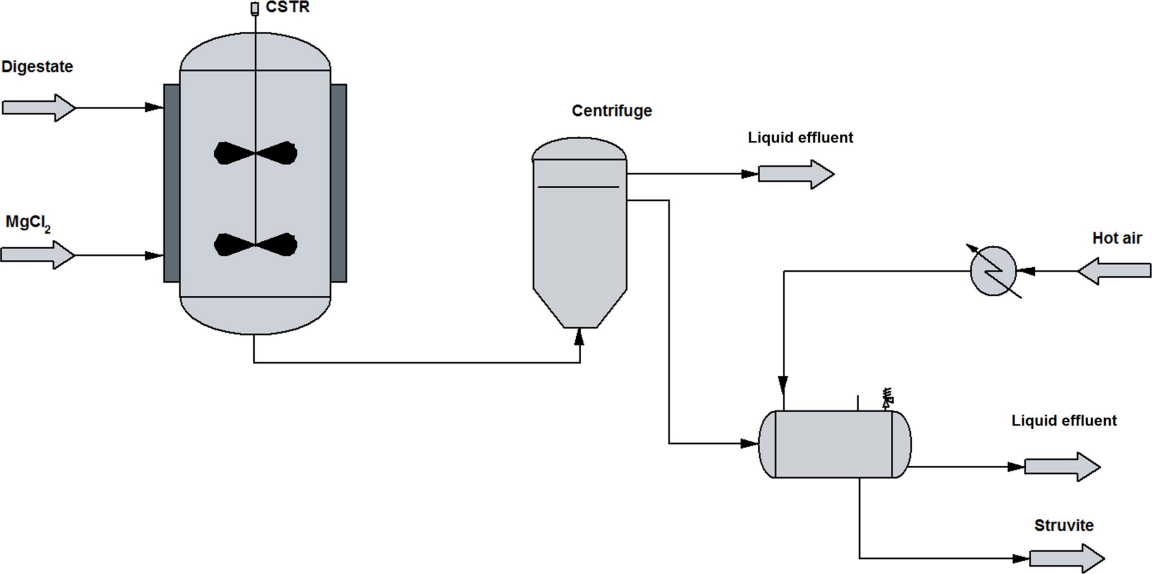 CSTR
Digestate
Centrifuge
Liquid effluent
MgCl₂
Hot air
Liquid effluent
Struvite